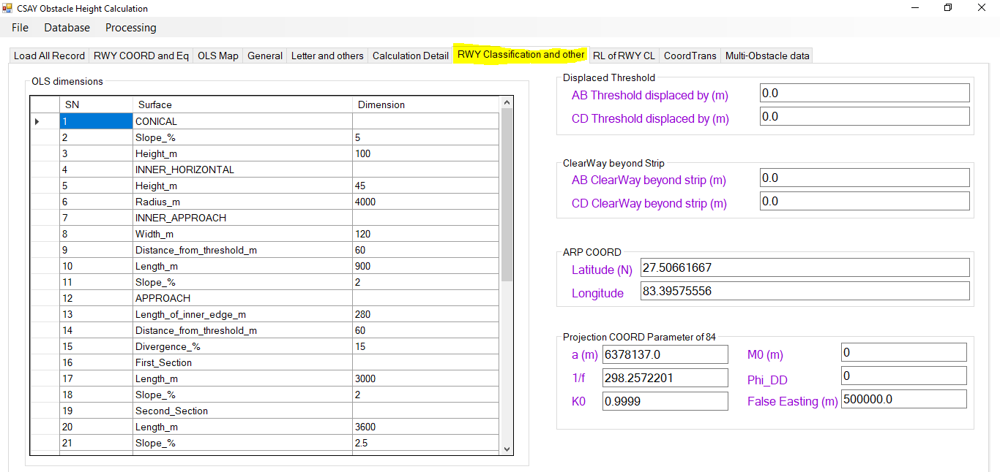 CSAY Obstacle Height Calculation
File Database Processing
Load All Record RWY COORD and Eq OLS Map General Letter and others Calculation Detail RWY Classification and other RL of RWY CL CoordTrans Multi-Obstacle data
OLS dimensions
SN Surface Dimension
1 CONICAL
2 Slope_% 5
3 Height_m 100
4 INNER_HORIZONTAL
5 Height_m 45
6 Radius_m 4000
7 INNER_APPROACH
8 Width_m 120
9 Distance_from_threshold_m 60
10 Length_m 900
11 Slope_% 2
12 APPROACH
13 Length_of_inner_edge_m 280
14 Distance_from_threshold_m 60
15 Divergence_% 15
16 First_Section
17 Length_m 3000
18 Slope_% 2
19 Second_Section
20 Length_m 3600
21 Slope_% 2.5
Displaced Threshold
AB Threshold displaced by (m) 0.0
CD Threshold displaced by (m) 0.0
ClearWay beyond Strip
AB ClearWay beyond strip (m) 0.0
CD ClearWay beyond strip (m) 0.0
ARP COORD
Latitude (N) 27.50661667
Longitude 83.39575556
Projection COORD Parameter of 84
a (m) 6378137.0 M0 (m) 0
1/f 298.2572201 Phi_DD 0
K0 0.9999 False Easting (m) 500000.0